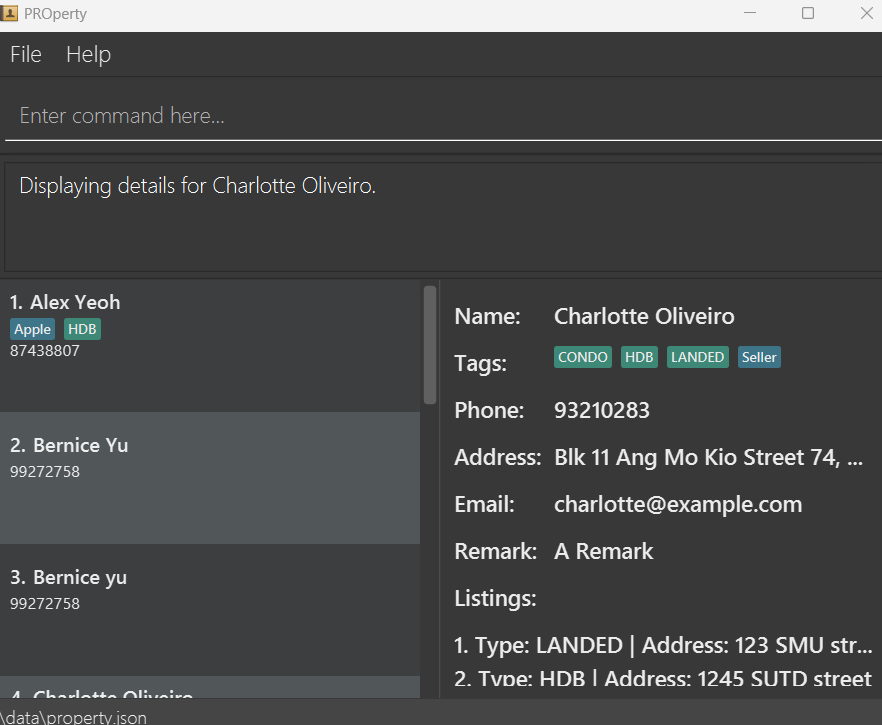 PROperty
File Help
Enter command here...
Displaying details for Charlotte Oliveiro.
1. Alex Yeoh
Apple HDB
87438807
2. Bernice Yu
99272758
3. Bernice yu
99272758
4. Charlotte Oliveiro
Name: Charlotte Oliveiro
Tags: CONDO HDB LANDED Seller
Phone: 93210283
Address: Blk 11 Ang Mo Kio Street 74, ...
Email: charlotte@example.com
Remark: A Remark
Listings:
1. Type: LANDED | Address: 123 SMU str...
2. Type: HDB | Address: 1245 SUTD street
\data\property.json